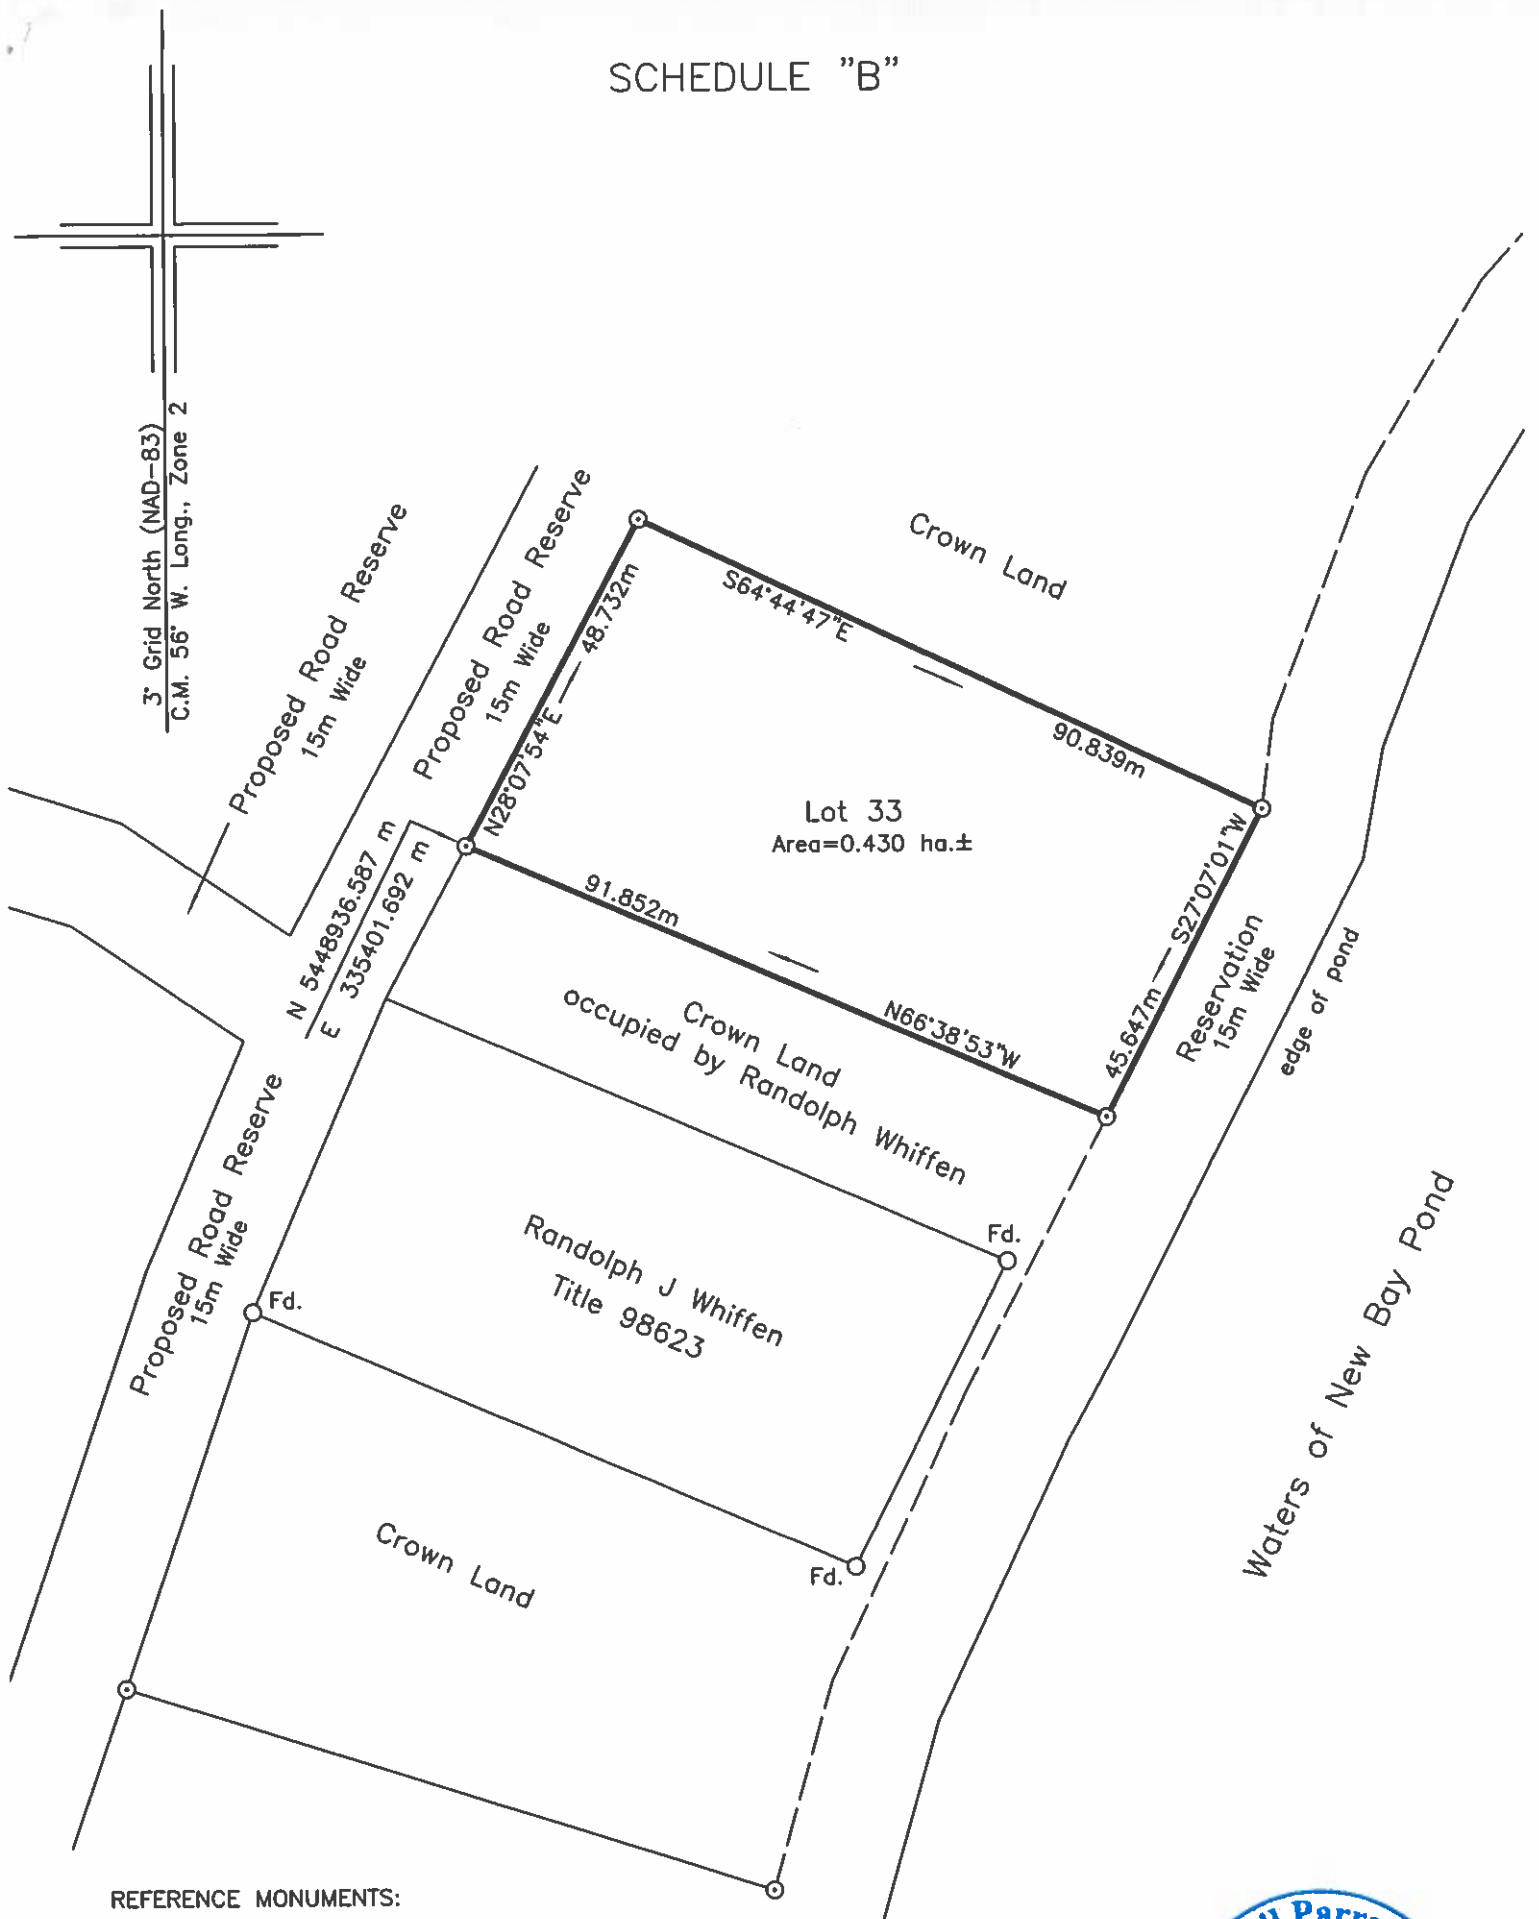 SCHEDULE "B"
3° Grid North (NAD-83)
C.M. 56° W. Long., Zone 2
Proposed Road Reserve
15m Wide
Proposed Road Reserve
15m Wide
Crown Land
N28°07'54"E — 48.732m
S64°44'47"E
90.839m
Lot 33
Area=0.430 ha.±
N 5448936.587 m
E 335401.692 m
91.852m
N66°38'53"W
45.647m — S27°07'01"W
Reservation
15m Wide
edge of pond
Crown Land
occupied by Randolph Whiffen
Proposed Road Reserve
15m Wide
Fd.
Randolph J Whiffen
Title 98623
Fd.
Waters of New Bay Pond
Crown Land
Fd.
REFERENCE MONUMENTS: